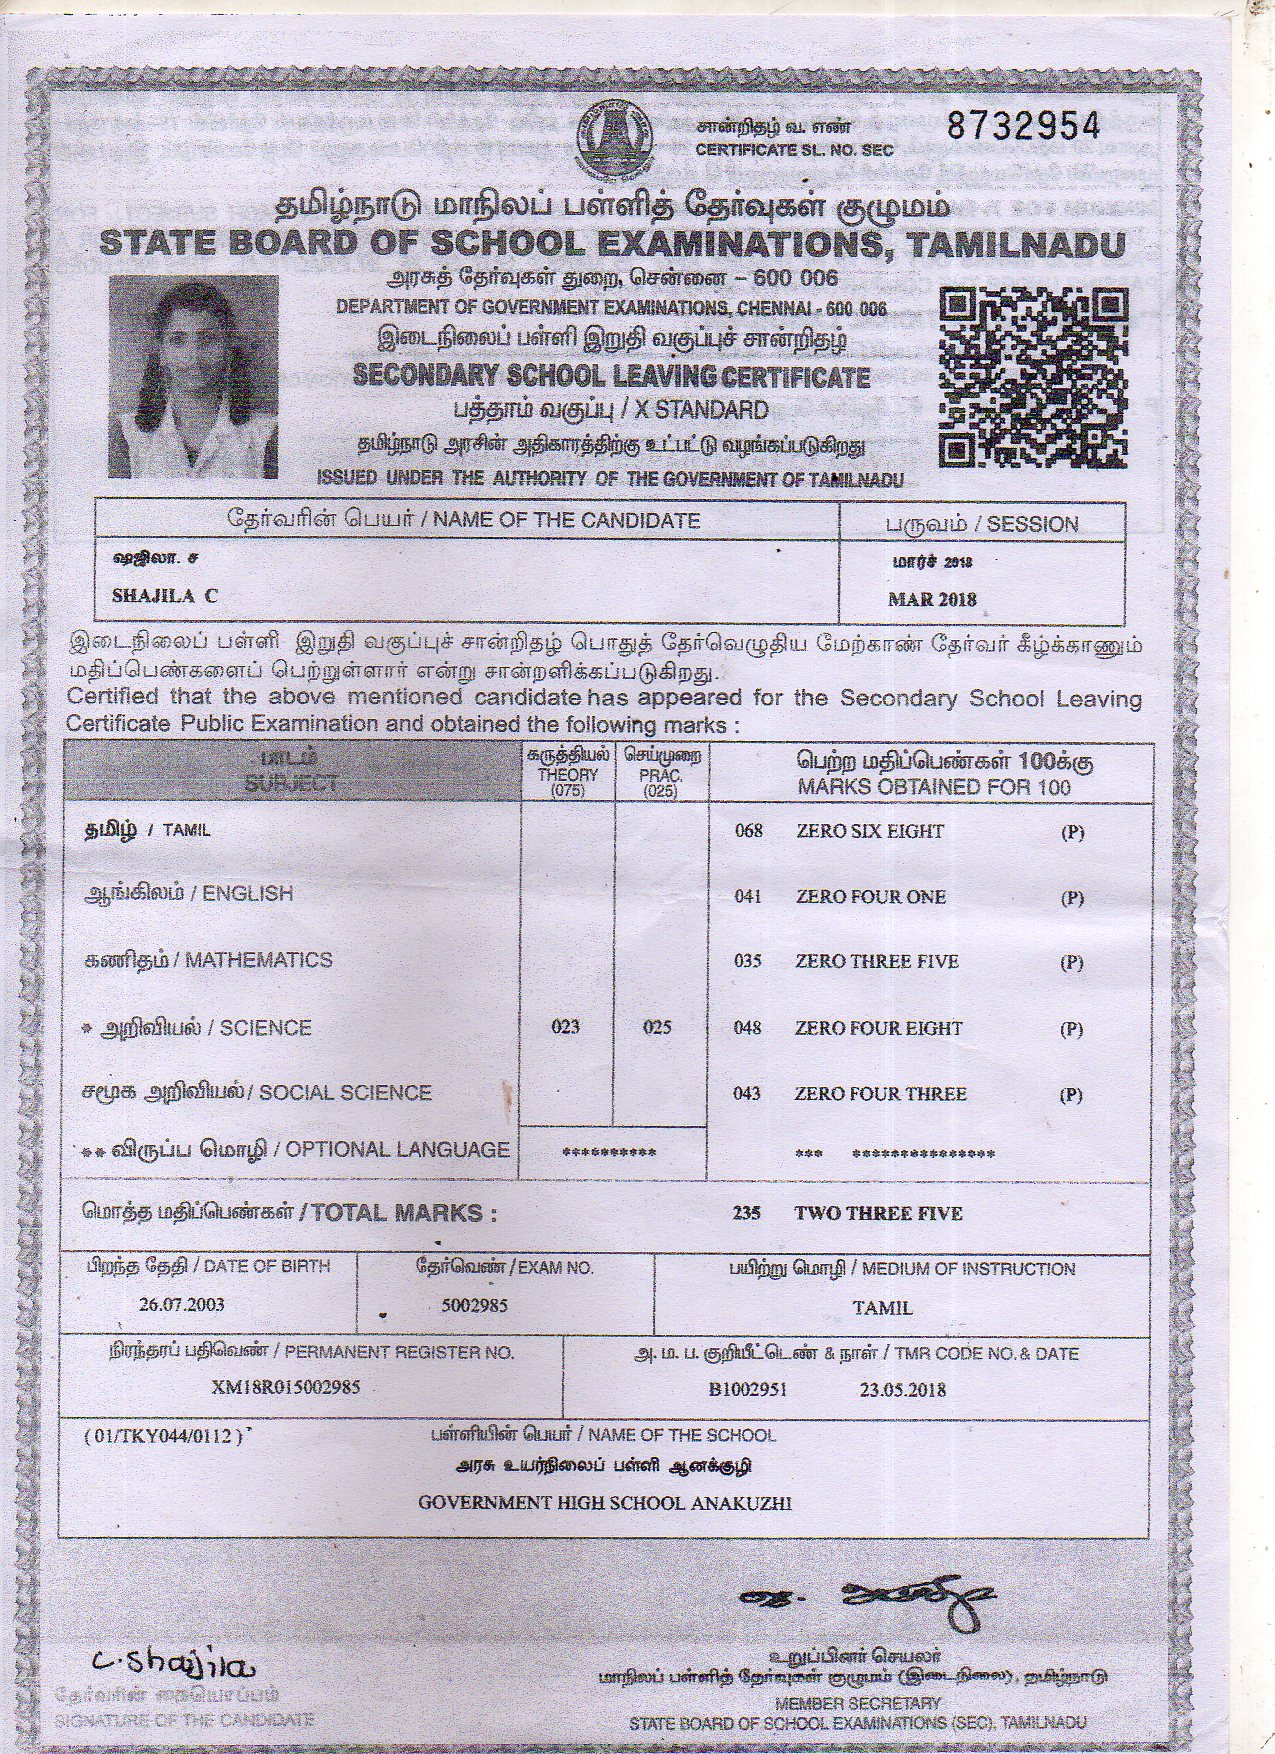 சான்றிதழ் வ. எண்
CERTIFICATE SL. NO. SEC
8732954
தமிழ்நாடு மாநிலப் பள்ளித் தேர்வுகள் குழுமம்
STATE BOARD OF SCHOOL EXAMINATIONS, TAMILNADU
அரசுத் தேர்வுகள் துறை, சென்னை – 600 006
DEPARTMENT OF GOVERNMENT EXAMINATIONS, CHENNAI - 600 006
இடைநிலைப் பள்ளி இறுதி வகுப்புச் சான்றிதழ்
SECONDARY SCHOOL LEAVING CERTIFICATE
பத்தாம் வகுப்பு / X STANDARD
தமிழ்நாடு அரசின் அதிகாரத்திற்கு உட்பட்டு வழங்கப்படுகிறது
ISSUED UNDER THE AUTHORITY OF THE GOVERNMENT OF TAMILNADU
தேர்வரின் பெயர் / NAME OF THE CANDIDATE பருவம் / SESSION
ஷஜிலா. ச மார்ச் 2018
SHAJILA C MAR 2018
இடைநிலைப் பள்ளி இறுதி வகுப்புச் சான்றிதழ் பொதுத் தேர்வெழுதிய மேற்காண் தேர்வர் கீழ்க்காணும்
மதிப்பெண்களைப் பெற்றுள்ளார் என்று சான்றளிக்கப்படுகிறது.
Certified that the above mentioned candidate has appeared for the Secondary School Leaving
Certificate Public Examination and obtained the following marks :
பாடம் கருத்தியல் செய்முறை பெற்ற மதிப்பெண்கள் 100க்கு
SUBJECT THEORY PRAC. MARKS OBTAINED FOR 100
(075) (025)
தமிழ் / TAMIL 068 ZERO SIX EIGHT (P)
ஆங்கிலம் / ENGLISH 041 ZERO FOUR ONE (P)
கணிதம் / MATHEMATICS 035 ZERO THREE FIVE (P)
* அறிவியல் / SCIENCE 023 025 048 ZERO FOUR EIGHT (P)
சமூக அறிவியல் / SOCIAL SCIENCE 043 ZERO FOUR THREE (P)
** விருப்ப மொழி / OPTIONAL LANGUAGE ********** *** ***************
மொத்த மதிப்பெண்கள் / TOTAL MARKS : 235 TWO THREE FIVE
பிறந்த தேதி / DATE OF BIRTH தேர்வெண் / EXAM NO. பயிற்று மொழி / MEDIUM OF INSTRUCTION
26.07.2003 5002985 TAMIL
நிரந்தரப் பதிவெண் / PERMANENT REGISTER NO. அ. ம. ப. குறியீட்டெண் & நாள் / TMR CODE NO. & DATE
XM18R015002985 B1002951 23.05.2018
( 01/TKY044/0112 ) பள்ளியின் பெயர் / NAME OF THE SCHOOL
அரசு உயர்நிலைப் பள்ளி ஆனக்குழி
GOVERNMENT HIGH SCHOOL ANAKUZHI
C. Shajila
தேர்வரின் கையொப்பம்
SIGNATURE OF THE CANDIDATE
உறுப்பினர் செயலர்
மாநிலப் பள்ளித் தேர்வுகள் குழுமம் (இடைநிலை), தமிழ்நாடு
MEMBER SECRETARY
STATE BOARD OF SCHOOL EXAMINATIONS (SEC), TAMILNADU